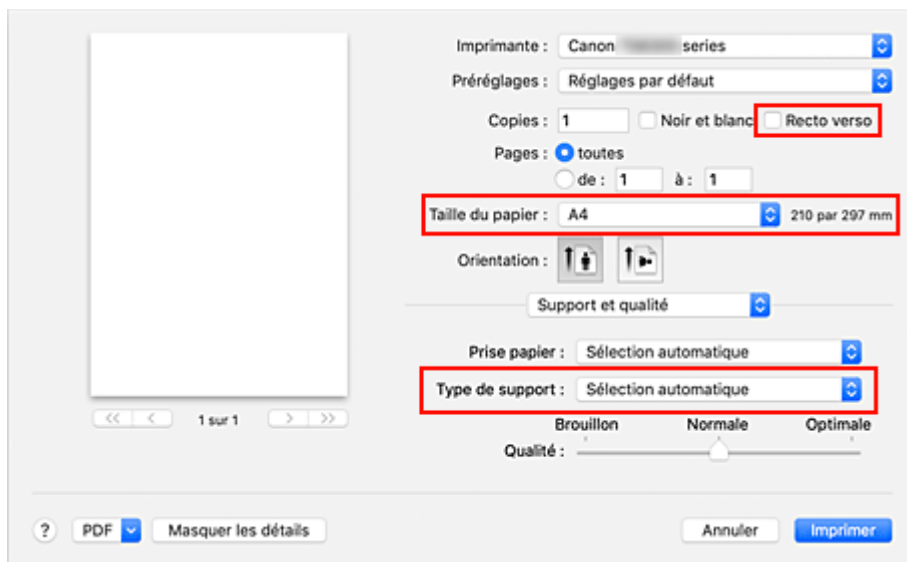 Imprimante : Canon series
Préréglages : Réglages par défaut
Copies : 1 Noir et blanc Recto verso
Pages : toutes
de : 1 à : 1
Taille du papier : A4 210 par 297 mm
Orientation :
Support et qualité
Prise papier : Sélection automatique
Type de support : Sélection automatique
Brouillon Normale Optimale
Qualité :
<< < 1 sur 1 > >>
? PDF Masquer les détails Annuler Imprimer